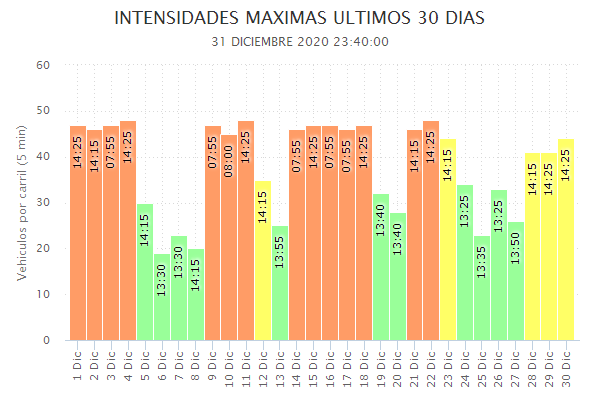 INTENSIDADES MAXIMAS ULTIMOS 30 DIAS
31 DICIEMBRE 2020 23:40:00
Vehiculos por carril (5 min)
60
50
40
30
20
10
0
14:25
14:15
07:55
14:25
14:15
13:30
13:30
14:15
07:55
08:00
14:25
14:15
13:55
07:55
14:25
07:55
07:55
14:25
13:40
13:40
14:15
14:25
14:15
13:25
13:35
13:25
13:50
14:15
14:25
14:25
1 Dic
2 Dic
3 Dic
4 Dic
5 Dic
6 Dic
7 Dic
8 Dic
9 Dic
10 Dic
11 Dic
12 Dic
13 Dic
14 Dic
15 Dic
16 Dic
17 Dic
18 Dic
19 Dic
20 Dic
21 Dic
22 Dic
23 Dic
24 Dic
25 Dic
26 Dic
27 Dic
28 Dic
29 Dic
30 Dic